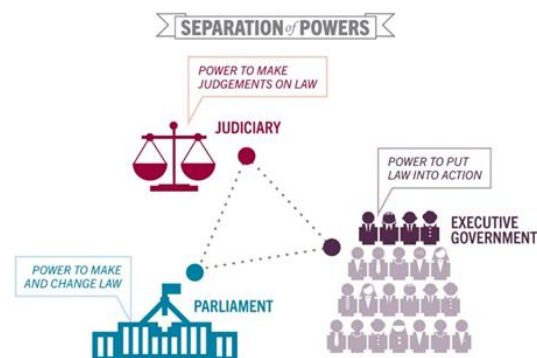 SEPARATION of POWERS
POWER TO MAKE
JUDGEMENTS ON LAW
JUDICIARY
POWER TO PUT
LAW INTO ACTION
EXECUTIVE
GOVERNMENT
POWER TO MAKE
AND CHANGE LAW
PARLIAMENT